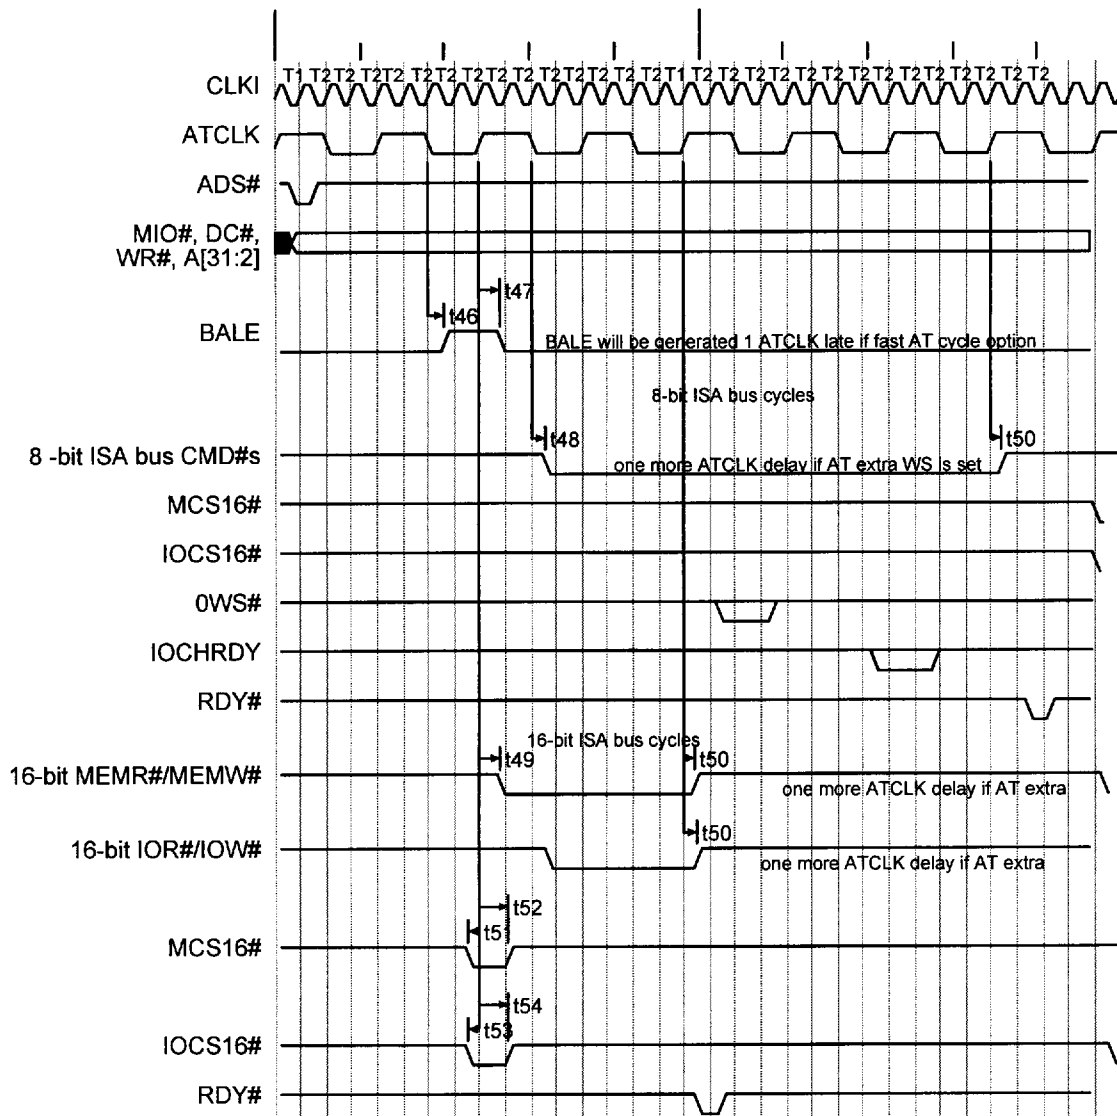 T1 T2 T2 T2 T2 T2 T2 T2 T2 T2 T2 T2 T2 T2 T2 T1 T2 T2 T2 T2 T2 T2 T2 T2 T2 T2 T2 T2 T2 T2
CLKI
ATCLK
ADS#
MIO#, DC#,
WR#, A[31:2]
t47
t46
BALE
BALE will be generated 1 ATCLK late if fast AT cycle option
8-bit ISA bus cycles
t48
t50
8 -bit ISA bus CMD#s
one more ATCLK delay if AT extra WS is set
MCS16#
IOCS16#
0WS#
IOCHRDY
RDY#
16-bit ISA bus cycles
t49
t50
16-bit MEMR#/MEMW#
one more ATCLK delay if AT extra
t50
16-bit IOR#/IOW#
one more ATCLK delay if AT extra
t52
t51
MCS16#
t54
t53
IOCS16#
RDY#